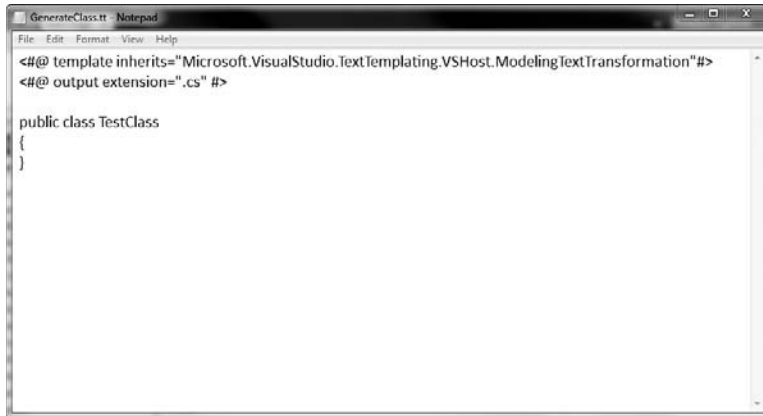 GenerateClass.tt - Notepad
File Edit Format View Help
<#@ template inherits="Microsoft.VisualStudio.TextTemplating.VSHost.ModelingTextTransformation"#>
<#@ output extension=".cs" #>
public class TestClass
{
}